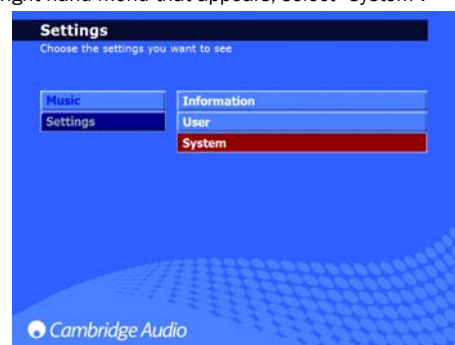 ight hand menu that appears, select "System".
Settings
Choose the settings you want to see
Music
Information
Settings
User
System
Cambridge Audio